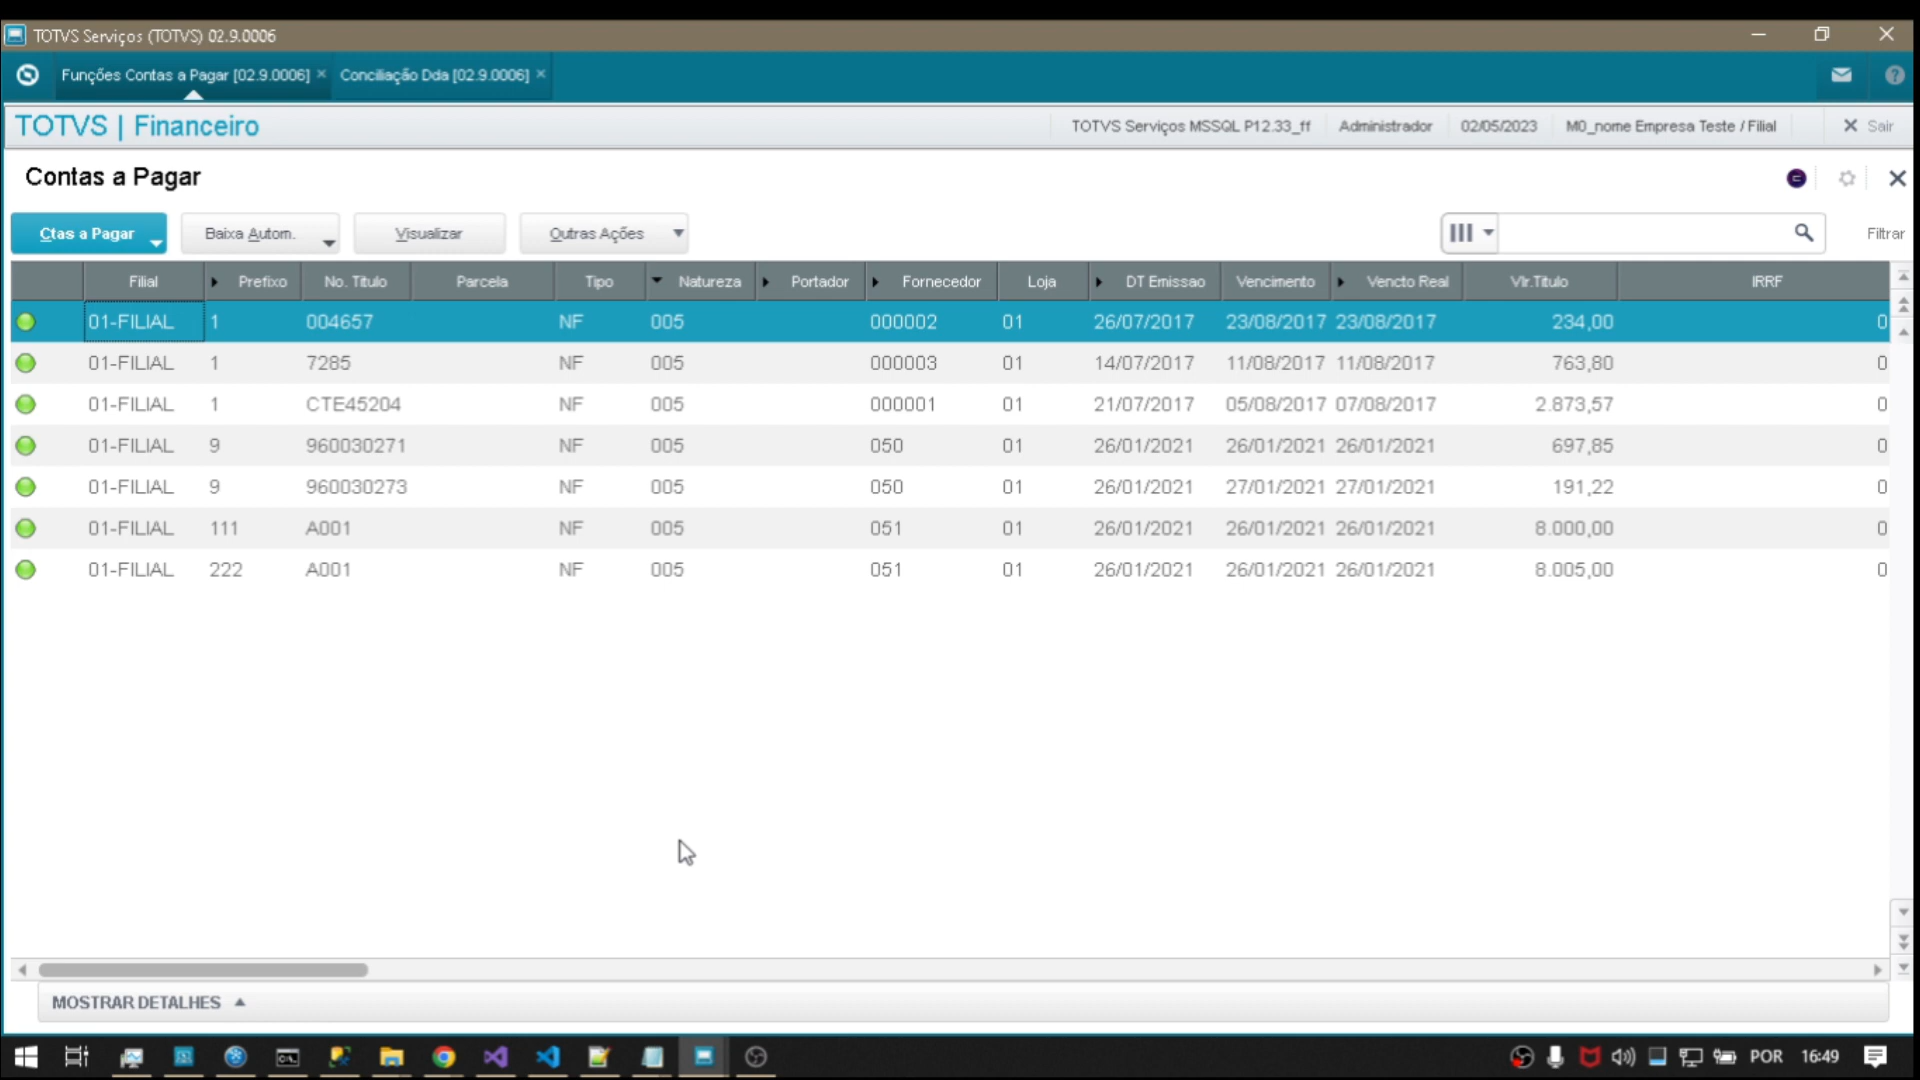 TOTVS Serviços (TOTVS) 02.9.0006
Funções Contas a Pagar [02.9.0006] × Conciliação Dda [02.9.0006] ×
TOTVS | Financeiro TOTVS Serviços MSSQL P12.33_ff Administrador 02/05/2023 M0_nome Empresa Teste / Filial Sair
Contas a Pagar
Ctas a Pagar Baixa Autom. Visualizar Outras Ações Filtrar
Filial Prefixo No. Titulo Parcela Tipo Natureza Portador Fornecedor Loja DT Emissao Vencimento Vencto Real Vlr.Titulo IRRF
01-FILIAL 1 004657 NF 005 000002 01 26/07/2017 23/08/2017 23/08/2017 234,00 0
01-FILIAL 1 7285 NF 005 000003 01 14/07/2017 11/08/2017 11/08/2017 763,80 0
01-FILIAL 1 CTE45204 NF 005 000001 01 21/07/2017 05/08/2017 07/08/2017 2.873,57 0
01-FILIAL 9 960030271 NF 005 050 01 26/01/2021 26/01/2021 26/01/2021 697,85 0
01-FILIAL 9 960030273 NF 005 050 01 26/01/2021 27/01/2021 27/01/2021 191,22 0
01-FILIAL 111 A001 NF 005 051 01 26/01/2021 26/01/2021 26/01/2021 8.000,00 0
01-FILIAL 222 A001 NF 005 051 01 26/01/2021 26/01/2021 26/01/2021 8.005,00 0
MOSTRAR DETALHES
POR 16:49